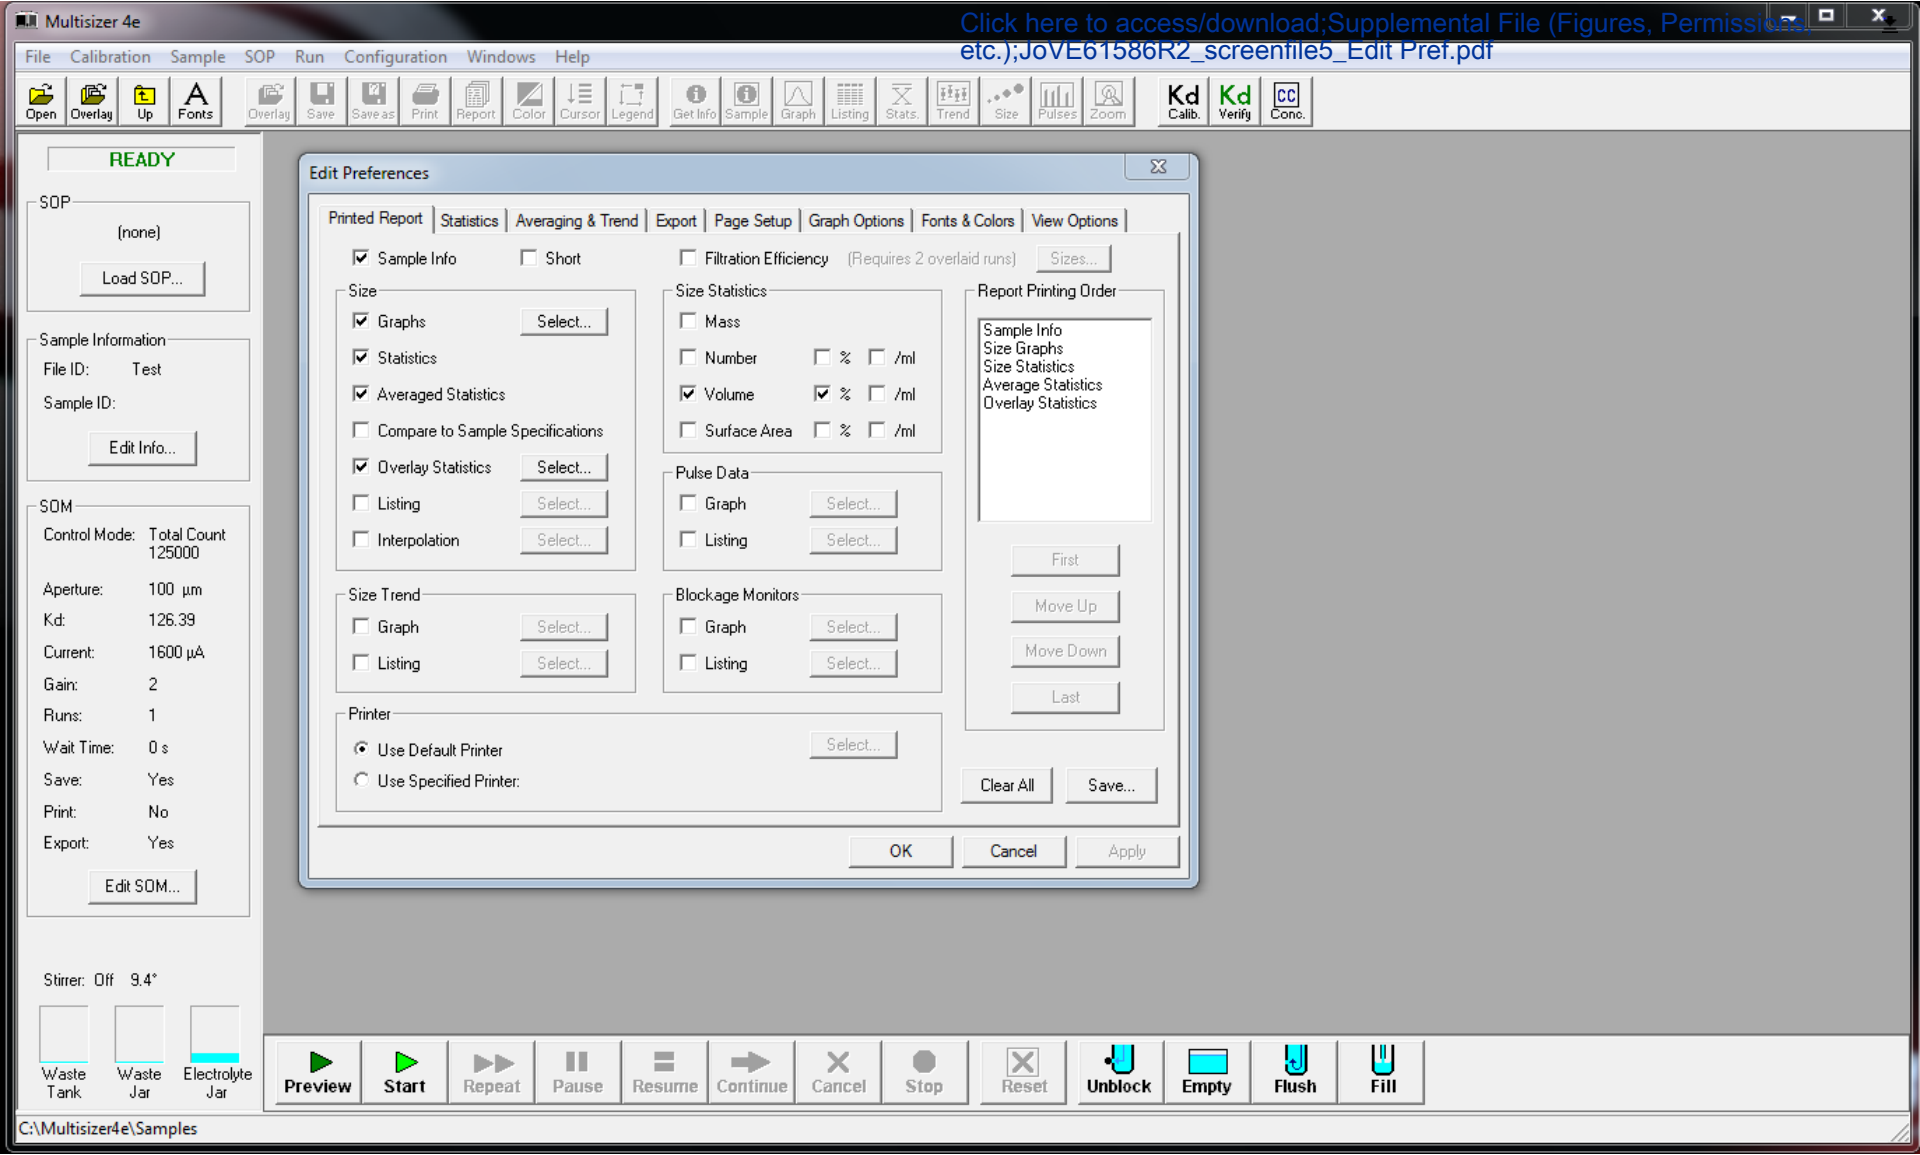 Multisizer 4e
Click here to access/download;Supplemental File (Figures, Permissions,
etc.);JoVE61586R2_screenfile5_Edit Pref.pdf
File Calibration Sample SOP Run Configuration Windows Help
Open Overlay Up Fonts Overlay Save Save as Print Report Color Cursor Legend Get Info Sample Graph Listing Stats. Trend Size Pulses Zoom Kd Calib. Kd Verify CC Conc.
READY
SOP
(none)
Load SOP...
Sample Information
File ID: Test
Sample ID:
Edit Info...
SOM
Control Mode: Total Count
125000
Aperture: 100 µm
Kd: 126.39
Current: 1600 µA
Gain: 2
Runs: 1
Wait Time: 0 s
Save: Yes
Print: No
Export: Yes
Edit SOM...
Stirrer: Off 9.4°
Waste Tank
Waste Jar
Electrolyte Jar
Edit Preferences
Printed Report Statistics Averaging & Trend Export Page Setup Graph Options Fonts & Colors View Options
Sample Info Short Filtration Efficiency (Requires 2 overlaid runs) Sizes...
Size
Graphs Select...
Statistics
Averaged Statistics
Compare to Sample Specifications
Overlay Statistics Select...
Listing Select...
Interpolation Select...
Size Statistics
Mass
Number % /ml
Volume % /ml
Surface Area % /ml
Pulse Data
Graph Select...
Listing Select...
Size Trend
Graph Select...
Listing Select...
Blockage Monitors
Graph Select...
Listing Select...
Printer
Use Default Printer Select...
Use Specified Printer:
Report Printing Order
Sample Info
Size Graphs
Size Statistics
Average Statistics
Overlay Statistics
First
Move Up
Move Down
Last
Clear All Save...
OK Cancel Apply
Preview Start Repeat Pause Resume Continue Cancel Stop Reset Unblock Empty Flush Fill
C:\Multisizer4e\Samples